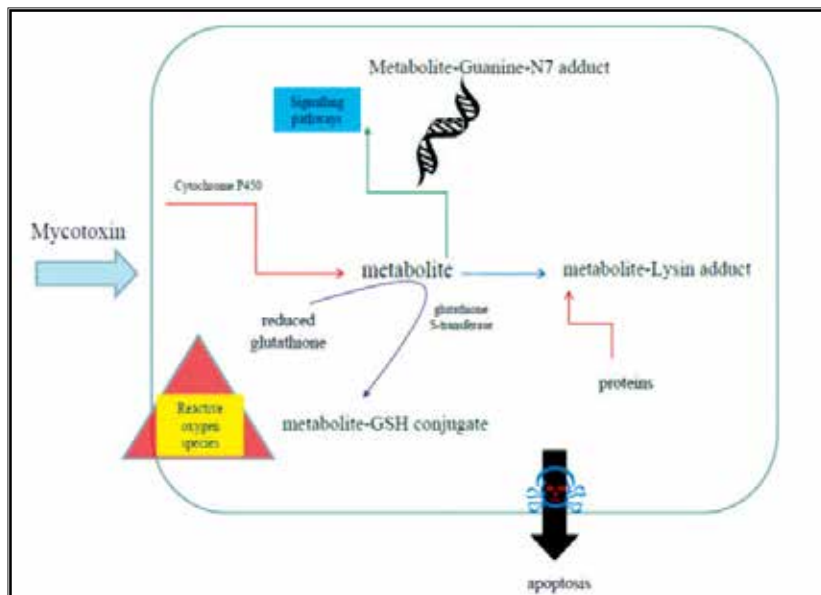 Metabolite-Guanine-N7 adduct
Signalling
pathways
Cytochrome P450
Mycotoxin
metabolite
metabolite-Lysin adduct
reduced
glutathione
glutathione
S-transferase
proteins
Reactive
oxygen
species
metabolite-GSH conjugate
apoptosis